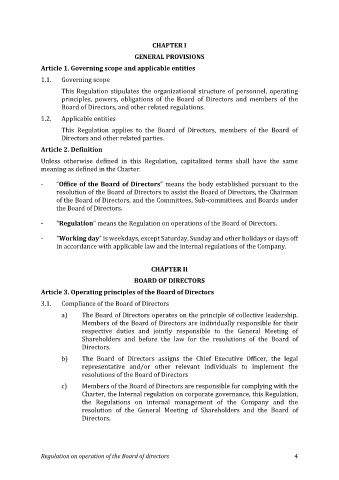 CHAPTER I
GENERAL PROVISIONS
Article 1. Governing scope and applicable entities
1.1. Governing scope
This Regulation stipulates the organizational structure of personnel, operating
principles, powers, obligations of the Board of Directors and members of the
Board of Directors, and other related regulations.
1.2. Applicable entities
This Regulation applies to the Board of Directors, members of the Board of
Directors and other related parties.
Article 2. Definition
Unless otherwise defined in this Regulation, capitalized terms shall have the same
meaning as defined in the Charter.
- "Office of the Board of Directors" means the body established pursuant to the
resolution of the Board of Directors to assist the Board of Directors, the Chairman
of the Board of Directors, and the Committees, Sub-committees, and Boards under
the Board of Directors.
- "Regulation" means the Regulation on operations of the Board of Directors.
- "Working day" is weekdays, except Saturday, Sunday and other holidays or days off
in accordance with applicable law and the internal regulations of the Company.
CHAPTER II
BOARD OF DIRECTORS
Article 3. Operating principles of the Board of Directors
3.1. Compliance of the Board of Directors
a) The Board of Directors operates on the principle of collective leadership.
Members of the Board of Directors are individually responsible for their
respective duties and jointly responsible to the General Meeting of
Shareholders and before the law for the resolutions of the Board of
Directors.
b) The Board of Directors assigns the Chief Executive Officer, the legal
representative and/or other relevant individuals to implement the
resolutions of the Board of Directors
c) Members of the Board of Directors are responsible for complying with the
Charter, the Internal regulation on corporate governance, this Regulation,
the Regulations on internal management of the Company and the
resolution of the General Meeting of Shareholders and the Board of
Directors.
Regulation on operation of the Board of directors 4